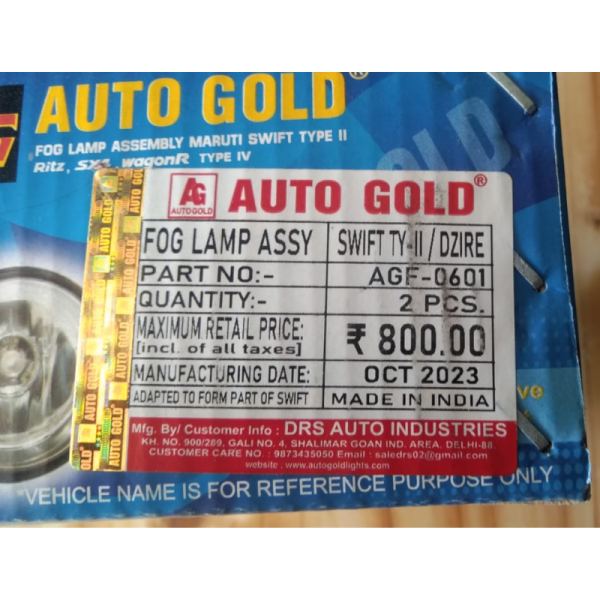 AUTO GOLD®
FOG LAMP ASSEMBLY MARUTI SWIFT TYPE II
Ritz, SX4, wagonR TYPE IV
AG AUTO GOLD®
AUTOGOLD
FOG LAMP ASSY SWIFT TY-II / DZIRE
PART NO:- AGF-0601
QUANTITY:- 2 PCS.
MAXIMUM RETAIL PRICE: ₹ 800.00
[incl. of all taxes]
MANUFACTURING DATE: OCT 2023
ADAPTED TO FORM PART OF SWIFT MADE IN INDIA
Mfg. By/ Customer Info : DRS AUTO INDUSTRIES
KH. NO. 900/289, GALI NO. 4, SHALIMAR GOAN IND. AREA, DELHI-88.
CUSTOMER CARE NO. : 9873435050 Email : saledrs02@gmail.com
website . www.autogoldlights.com
"VEHICLE NAME IS FOR REFERENCE PURPOSE ONLY